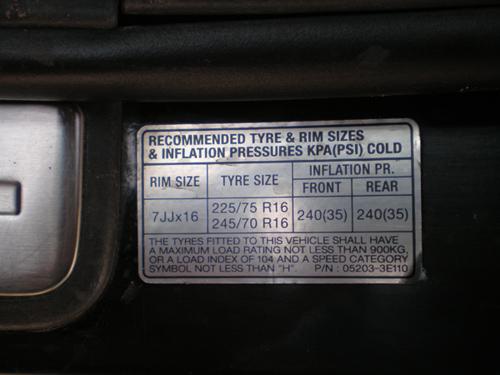 RECOMMENDED TYRE & RIM SIZES
& INFLATION PRESSURES KPA(PSI) COLD
RIM SIZE TYRE SIZE INFLATION PR.
FRONT REAR
7JJx16 225/75 R16 240(35) 240(35)
245/70 R16
THE TYRES FITTED TO THIS VEHICLE SHALL HAVE
A MAXIMUM LOAD RATING NOT LESS THAN 900KG,
OR A LOAD INDEX OF 104 AND A SPEED CATEGORY
SYMBOL NOT LESS THAN "H". P/N : 05203-3E110